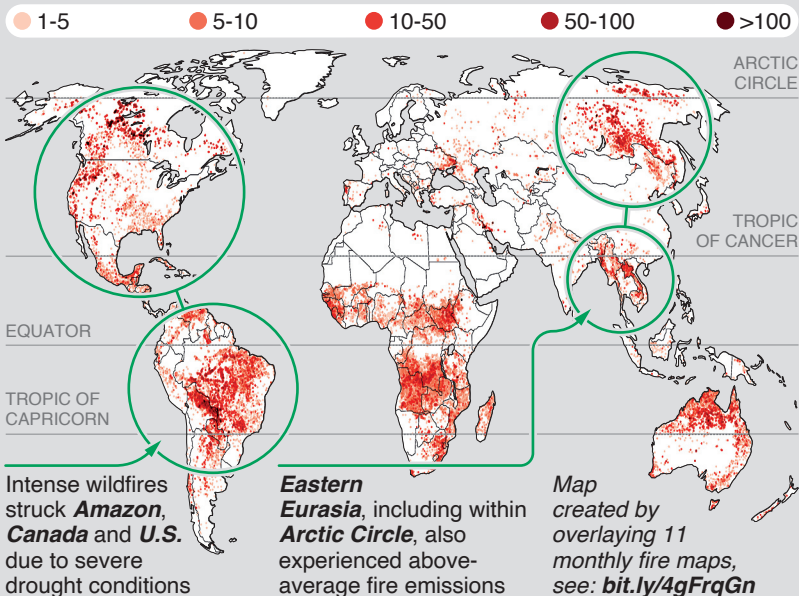 1-5 5-10 10-50 50-100 >100
ARCTIC
CIRCLE
TROPIC
OF CANCER
EQUATOR
TROPIC OF
CAPRICORN
Intense wildfires
struck Amazon,
Canada and U.S.
due to severe
drought conditions
Eastern
Eurasia, including within
Arctic Circle, also
experienced above-
average fire emissions
Map
created by
overlaying 11
monthly fire maps,
see: bit.ly/4gFrqGn